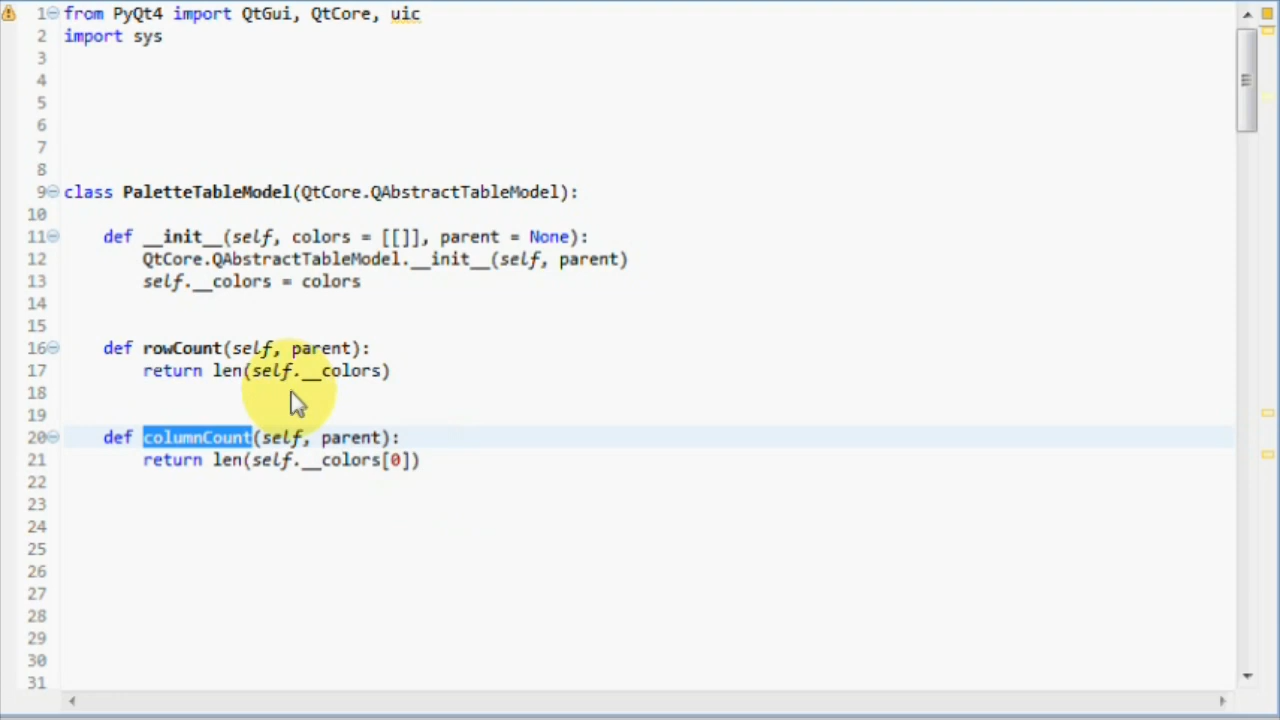 1 from PyQt4 import QtGui, QtCore, uic
2 import sys
3
4
5
6
7
8
9 class PaletteTableModel(QtCore.QAbstractTableModel):
10
11 def __init__(self, colors = [[]], parent = None):
12 QtCore.QAbstractTableModel.__init__(self, parent)
13 self.__colors = colors
14
15
16 def rowCount(self, parent):
17 return len(self.__colors)
18
19
20 def columnCount(self, parent):
21 return len(self.__colors[0])
22
23
24
25
26
27
28
29
30
31